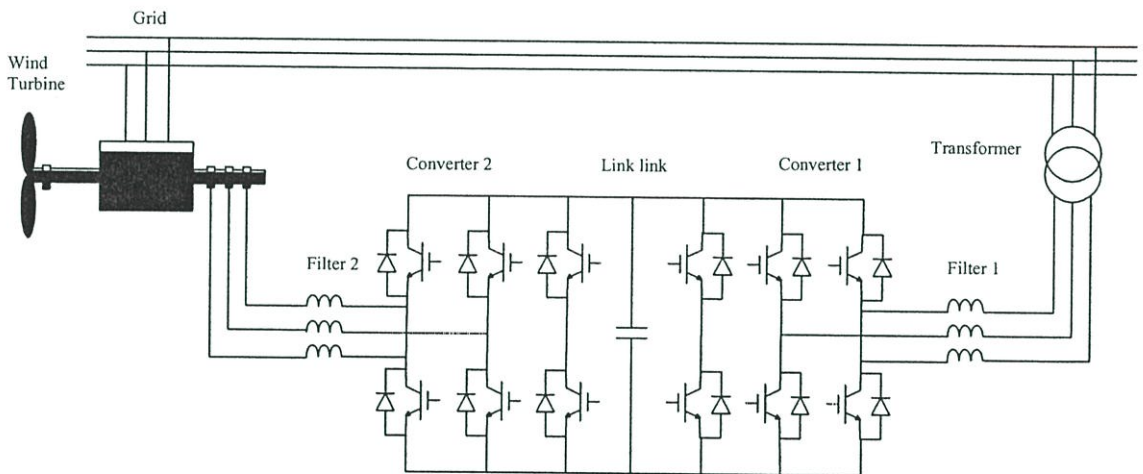 Grid
Wind
Turbine
Transformer
Converter 2
Link link
Converter 1
Filter 2
Filter 1